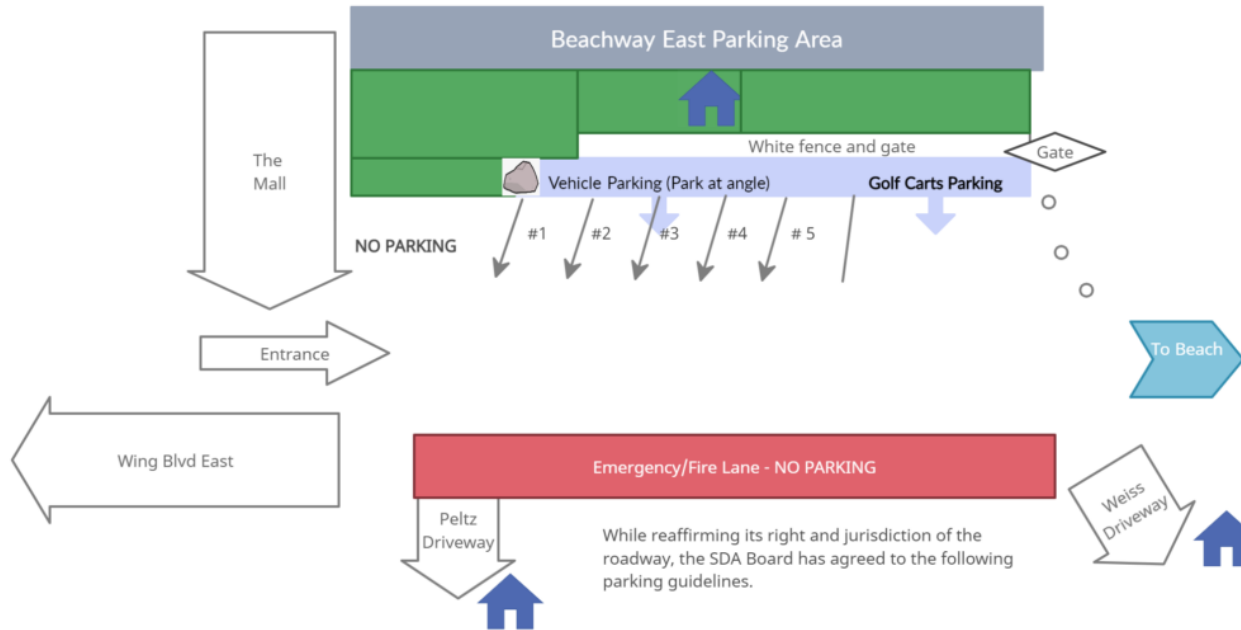 Beachway East Parking Area
The
Mall
White fence and gate
Gate
Vehicle Parking (Park at angle)
Golf Carts Parking
NO PARKING
#1
#2
#3
#4
# 5
Entrance
To Beach
Wing Blvd East
Emergency/Fire Lane - NO PARKING
Peltz
Driveway
Weiss
Driveway
While reaffirming its right and jurisdiction of the
roadway, the SDA Board has agreed to the following
parking guidelines.